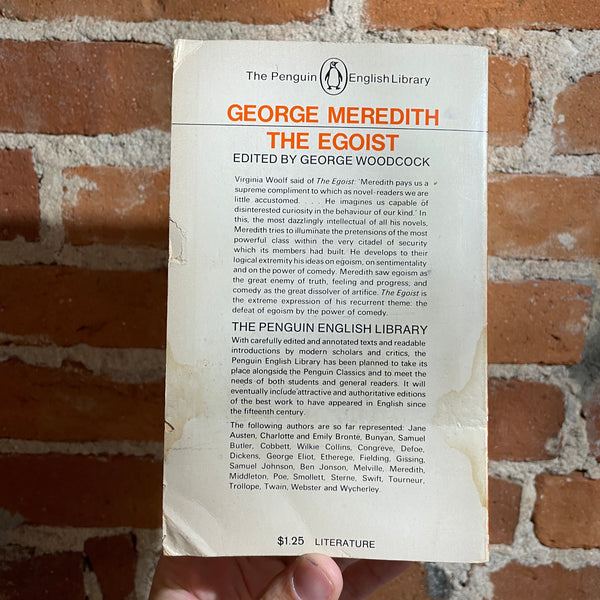 The Penguin English Library
GEORGE MEREDITH
THE EGOIST
EDITED BY GEORGE WOODCOCK
Virginia Woolf said of The Egoist: 'Meredith pays us a
supreme compliment to which as novel-readers we are
little accustomed. . . . He imagines us capable of
disinterested curiosity in the behaviour of our kind.' In
this, the most dazzlingly intellectual of all his novels,
Meredith tries to illuminate the pretensions of the most
powerful class within the very citadel of security
which its members had built. He develops to their
logical extremity his ideas on egoism, on sentimentality
and on the power of comedy. Meredith saw egoism as
the great enemy of truth, feeling and progress, and
comedy as the great dissolver of artifice. The Egoist is
the extreme expression of his recurrent theme: the
defeat of egoism by the power of comedy.
THE PENGUIN ENGLISH LIBRARY
With carefully edited and annotated texts and readable
introductions by modern scholars and critics, the
Penguin English Library has been planned to take its
place alongside the Penguin Classics and to meet the
needs of both students and general readers. It will
eventually include attractive and authoritative editions
of the best work to have appeared in English since
the fifteenth century.
The following authors are so far represented: Jane
Austen, Charlotte and Emily Brontë, Bunyan, Samuel
Butler, Cobbett, Wilkie Collins, Congreve, Defoe,
Dickens, George Eliot, Etherege, Fielding, Gissing,
Samuel Johnson, Ben Jonson, Melville, Meredith,
Middleton, Poe, Smollett, Sterne, Swift, Tourneur,
Trollope, Twain, Webster and Wycherley.
$1.25 LITERATURE